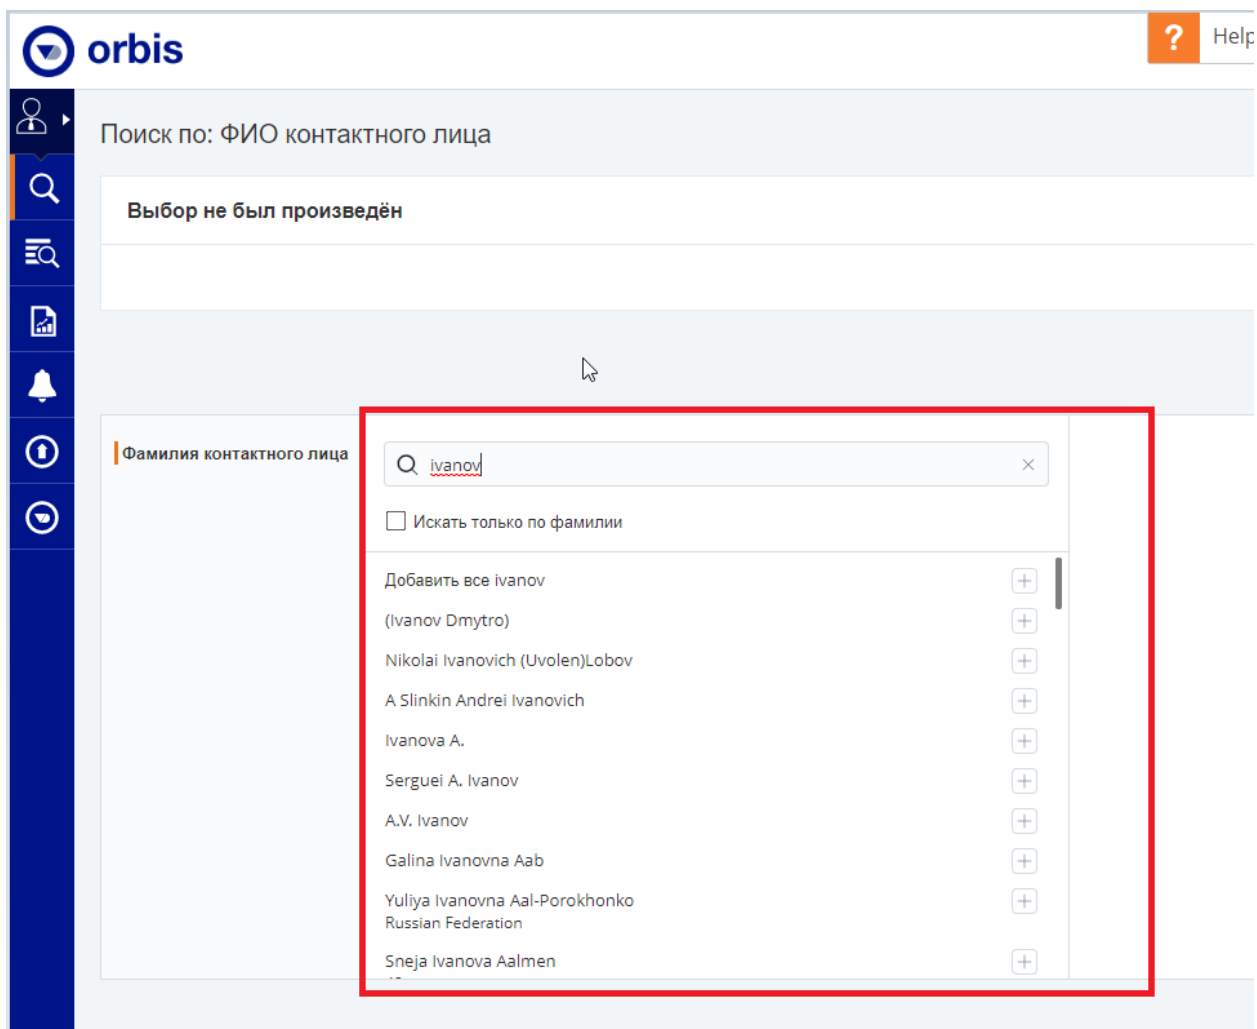 orbis
? Help
Поиск по: ФИО контактного лица
Выбор не был произведён
Фамилия контактного лица
ivanov
Искать только по фамилии
Добавить все ivanov
(Ivanov Dmytro)
Nikolai Ivanovich (Uvolen)Lobov
A Slinkin Andrei Ivanovich
Ivanova A.
Serguei A. Ivanov
A.V. Ivanov
Galina Ivanovna Aab
Yuliya Ivanovna Aal-Porokhonko
Russian Federation
Sneja Ivanova Aalmen